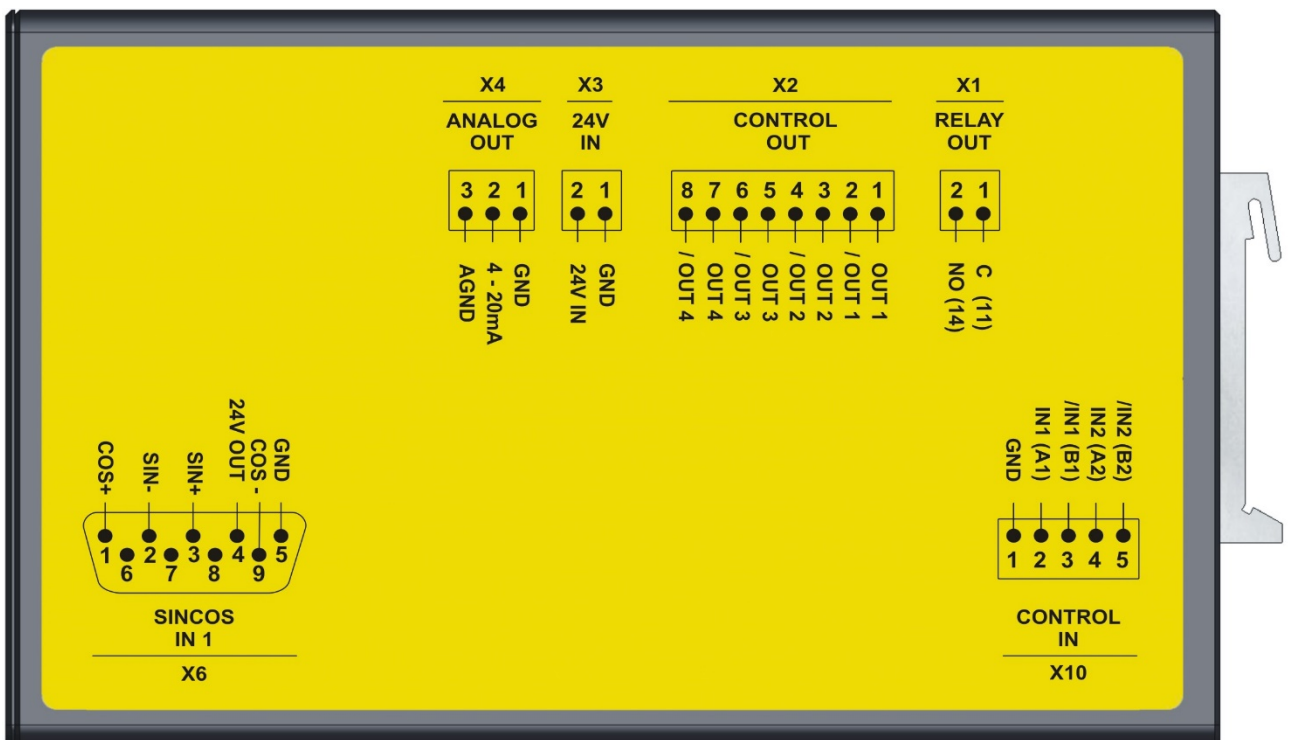 X4
ANALOG
OUT
3 2 1
AGND
4 - 20mA
GND
X3
24V
IN
2 1
24V IN
GND
X2
CONTROL
OUT
8 7 6 5 4 3 2 1
/ OUT 4
OUT 4
/ OUT 3
OUT 3
/ OUT 2
OUT 2
/ OUT 1
OUT 1
X1
RELAY
OUT
2 1
NO (14)
C (11)
COS+
SIN-
SIN+
24V OUT
COS -
GND
1 2 3 4 5
6 7 8 9
SINCOS
IN 1
X6
GND
IN1 (A1)
/IN1 (B1)
IN2 (A2)
/IN2 (B2)
1 2 3 4 5
CONTROL
IN
X10